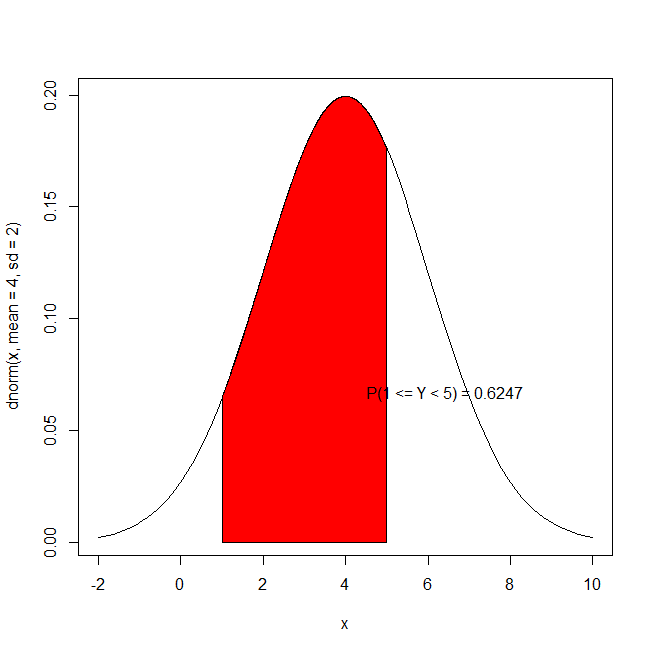 dnorm(x, mean = 4, sd = 2)
0.20
0.15
0.10
0.05
0.00
P(1 <= Y < 5) = 0.6247
-2 0 2 4 6 8 10
x